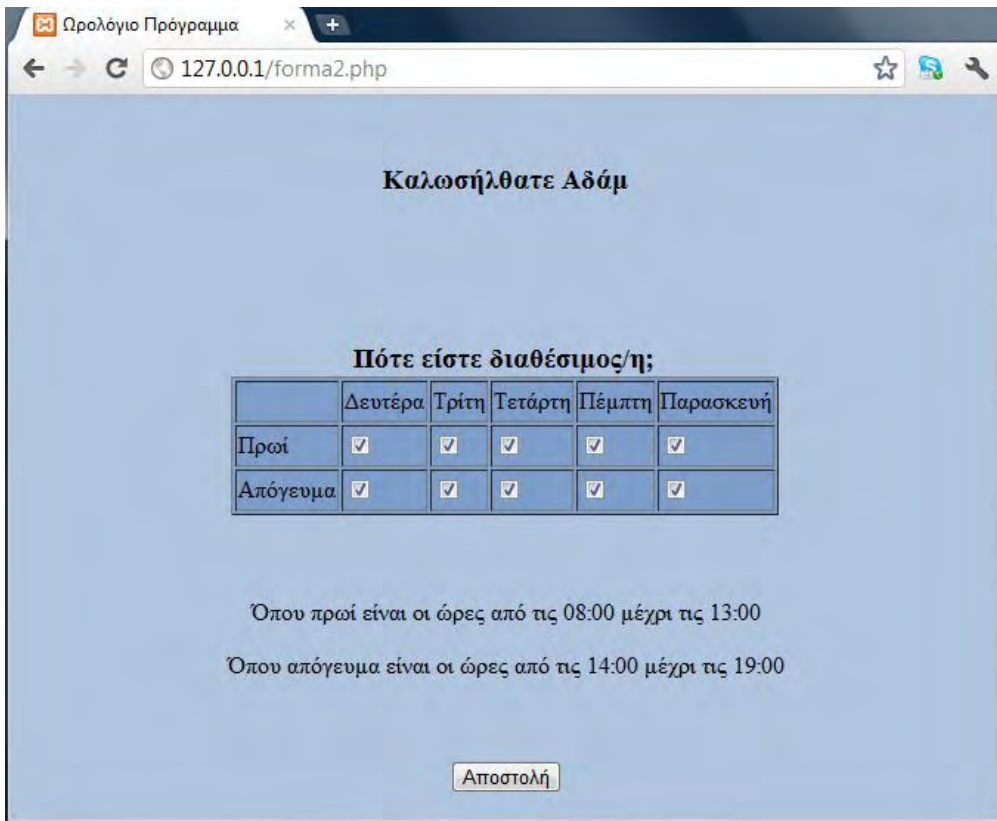 Ωρολόγιο Πρόγραμμα
127.0.0.1/forma2.php
Καλωσήλθατε Αδάμ
Πότε είστε διαθέσιμος/η;
Δευτέρα Τρίτη Τετάρτη Πέμπτη Παρασκευή
Πρωί
Απόγευμα
Όπου πρωί είναι οι ώρες από τις 08:00 μέχρι τις 13:00
Όπου απόγευμα είναι οι ώρες από τις 14:00 μέχρι τις 19:00
Αποστολή